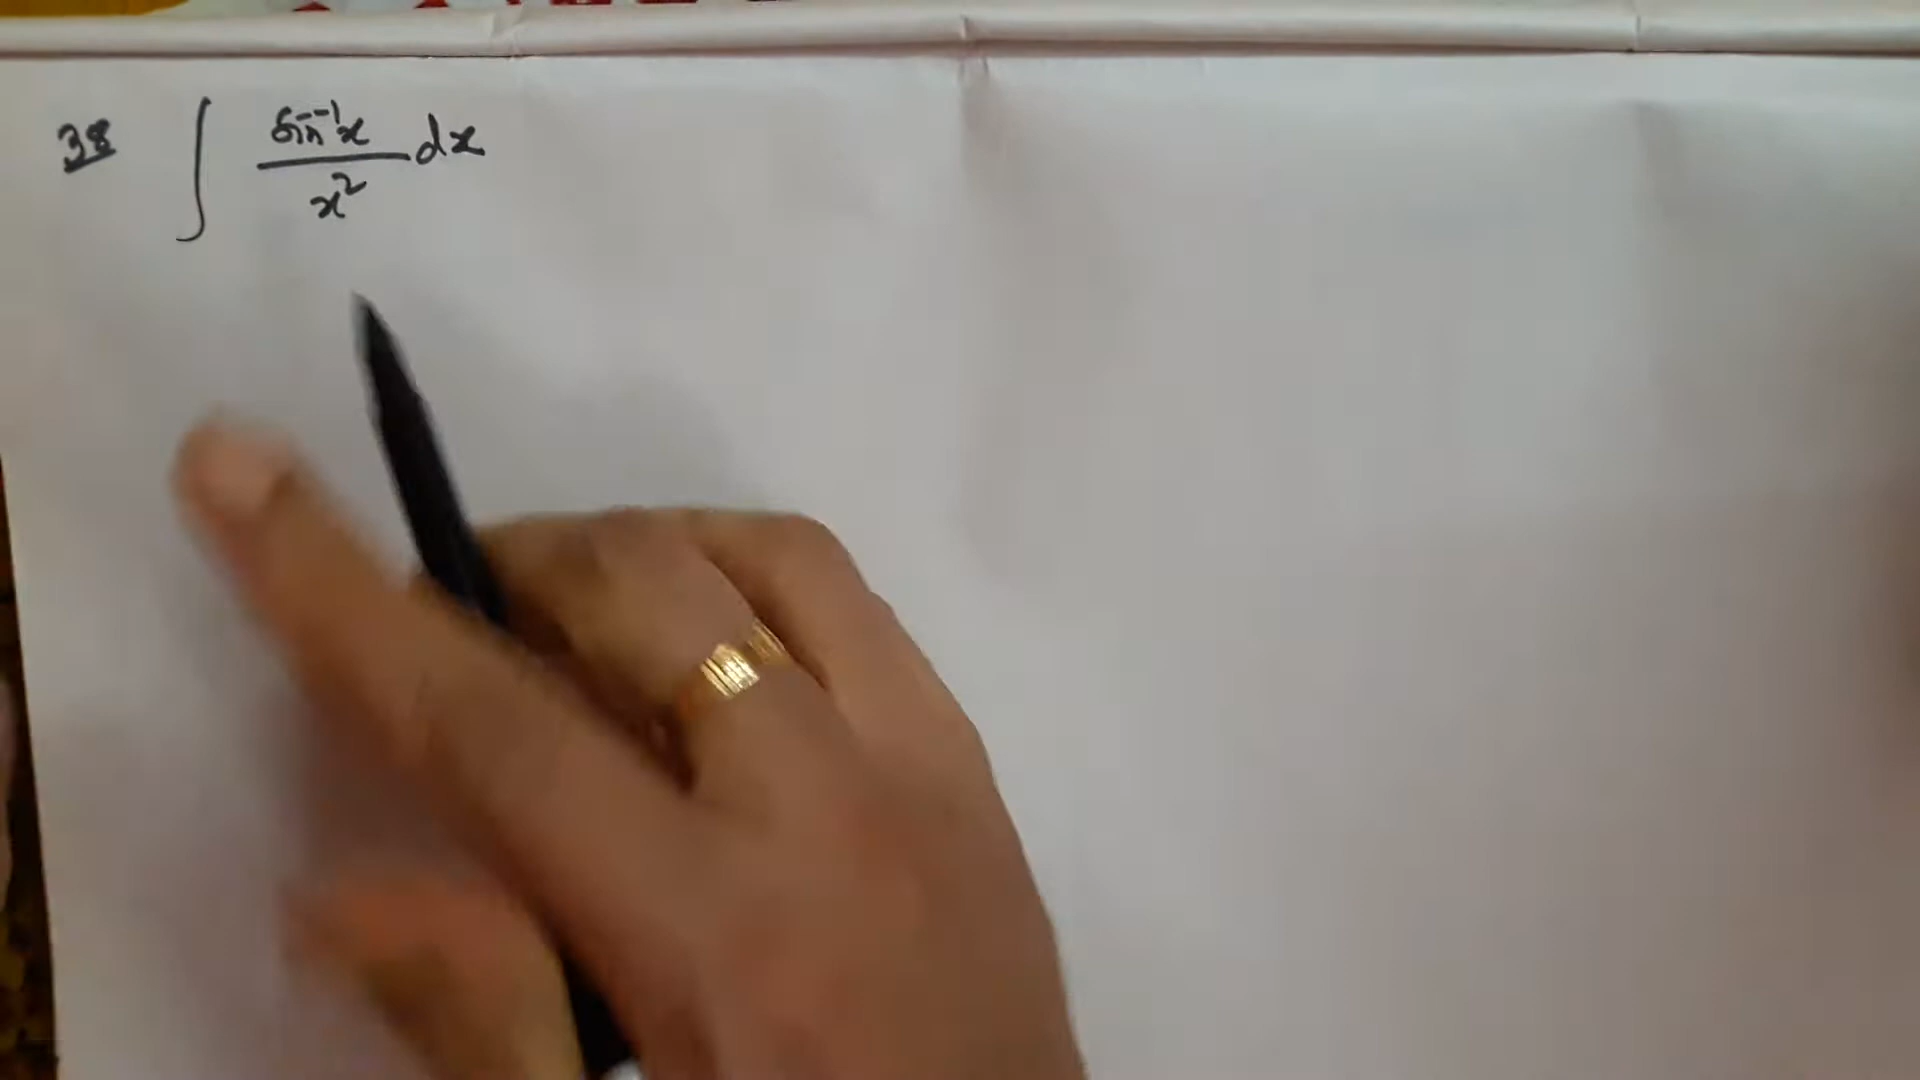 38 ∫ sin⁻¹x / x² dx